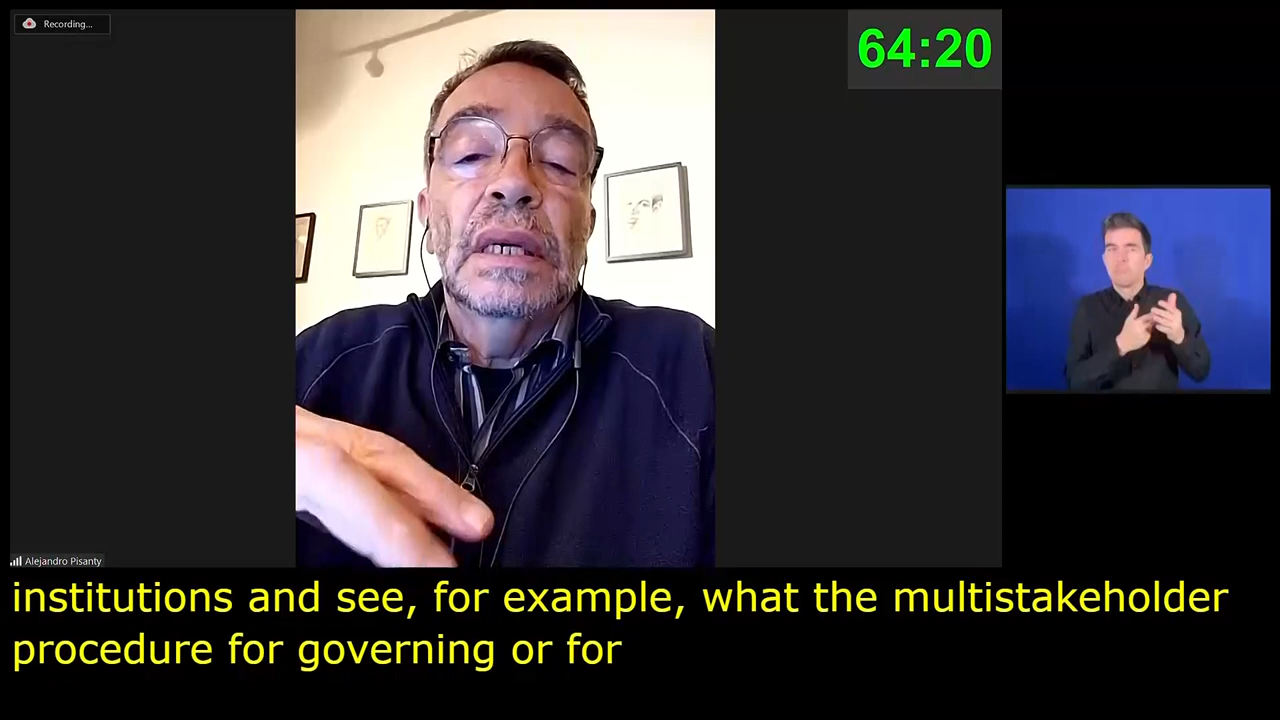 Recording...
64:20
Alejandro Pisanty
institutions and see, for example, what the multistakeholder
procedure for governing or for